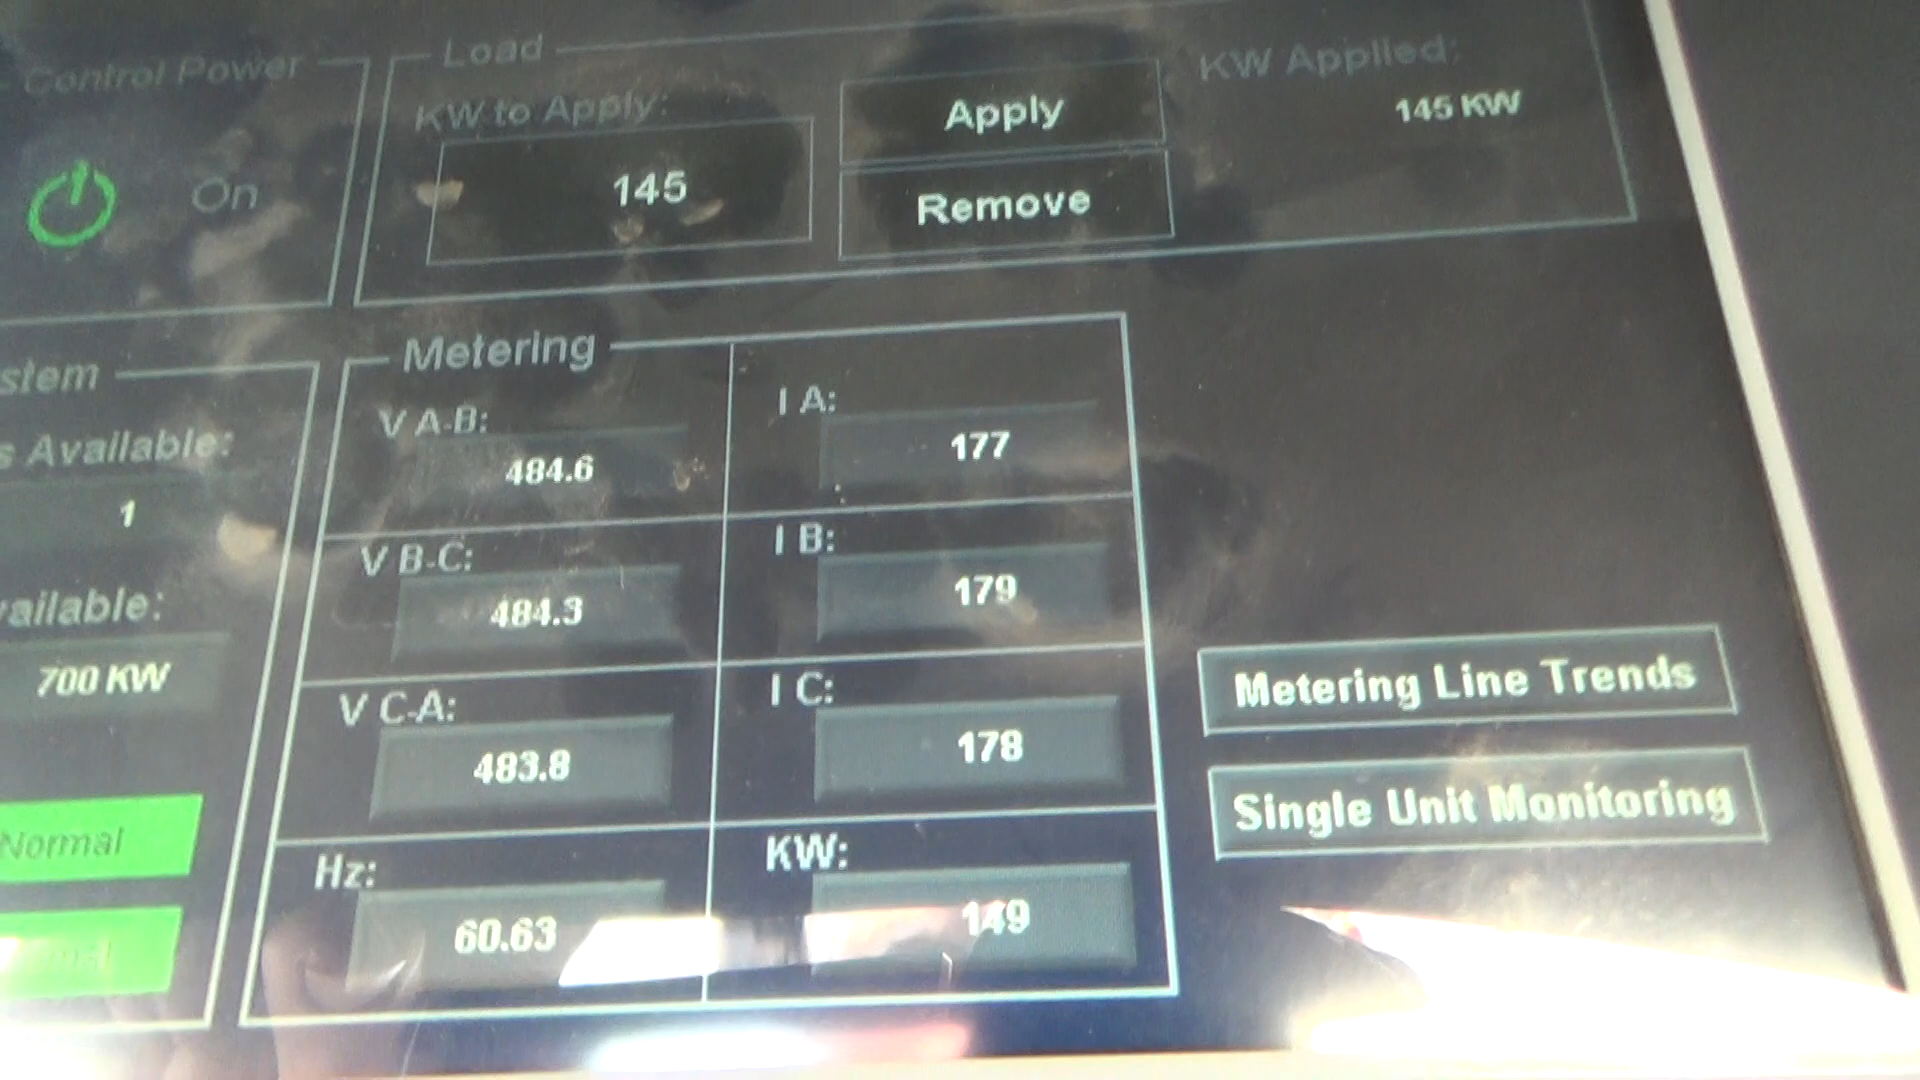 Control Power
On
Load
KW to Apply:
145
Apply
Remove
KW Applied:
145 KW
stem
s Available:
1
vailable:
700 KW
Normal
Metering
V A-B:
484.6
I A:
177
V B-C:
484.3
I B:
179
V C-A:
483.8
I C:
178
Hz:
60.63
KW:
149
Metering Line Trends
Single Unit Monitoring